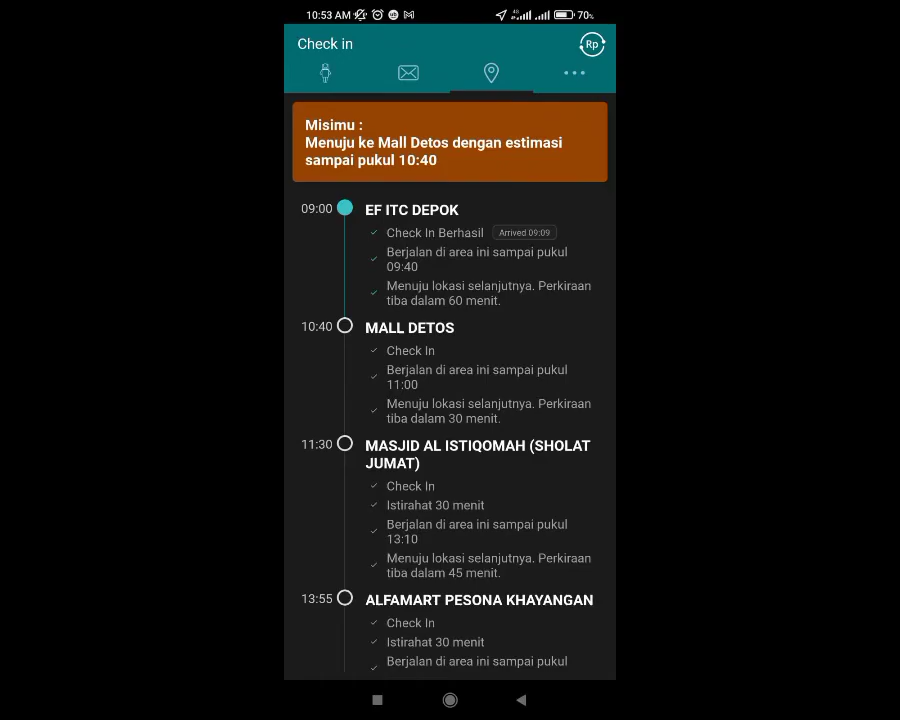 10:53 AM
4G
70%
Check in
Rp
Misimu :
Menuju ke Mall Detos dengan estimasi
sampai pukul 10:40
09:00
EF ITC DEPOK
Check In Berhasil
Arrived 09:09
Berjalan di area ini sampai pukul
09:40
Menuju lokasi selanjutnya. Perkiraan
tiba dalam 60 menit.
10:40
MALL DETOS
Check In
Berjalan di area ini sampai pukul
11:00
Menuju lokasi selanjutnya. Perkiraan
tiba dalam 30 menit.
11:30
MASJID AL ISTIQOMAH (SHOLAT
JUMAT)
Check In
Istirahat 30 menit
Berjalan di area ini sampai pukul
13:10
Menuju lokasi selanjutnya. Perkiraan
tiba dalam 45 menit.
13:55
ALFAMART PESONA KHAYANGAN
Check In
Istirahat 30 menit
Berjalan di area ini sampai pukul